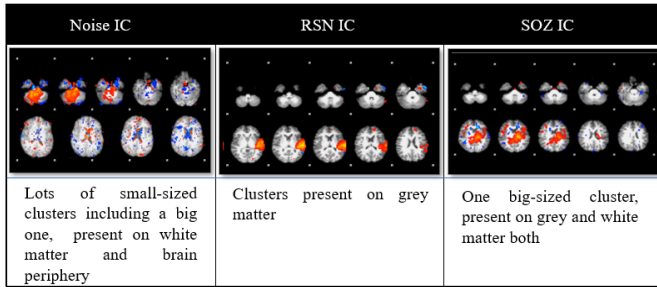 Noise IC
RSN IC
SOZ IC
Lots of small-sized
clusters including a big
one, present on white
matter and brain
periphery
Clusters present on grey
matter
One big-sized cluster,
present on grey and white
matter both